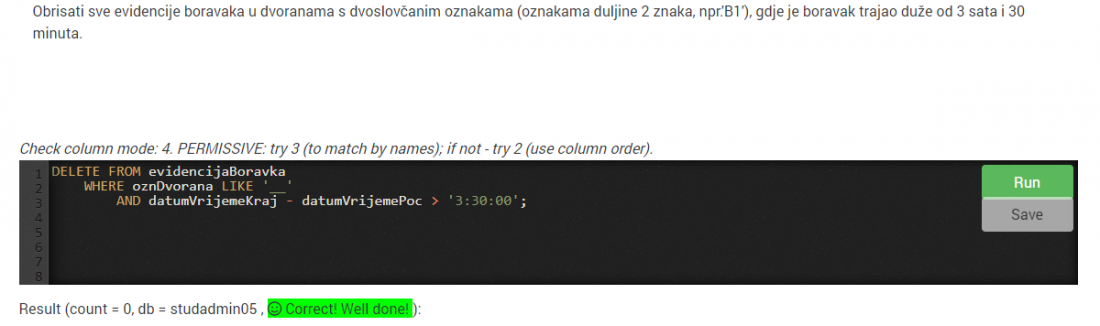 Obrisati sve evidencije boravaka u dvoranama s dvoslovčanim oznakama (oznakama duljine 2 znaka, npr.'B1'), gdje je boravak trajao duže od 3 sata i 30
minuta.
Check column mode: 4. PERMISSIVE: try 3 (to match by names); if not - try 2 (use column order).
1 DELETE FROM evidencijaBoravka
2 WHERE oznDvorana LIKE '__'
3 AND datumVrijemeKraj - datumVrijemePoc > '3:30:00';
4
5
6
7
8
Run
Save
Result (count = 0, db = studadmin05 , Correct! Well done! ):